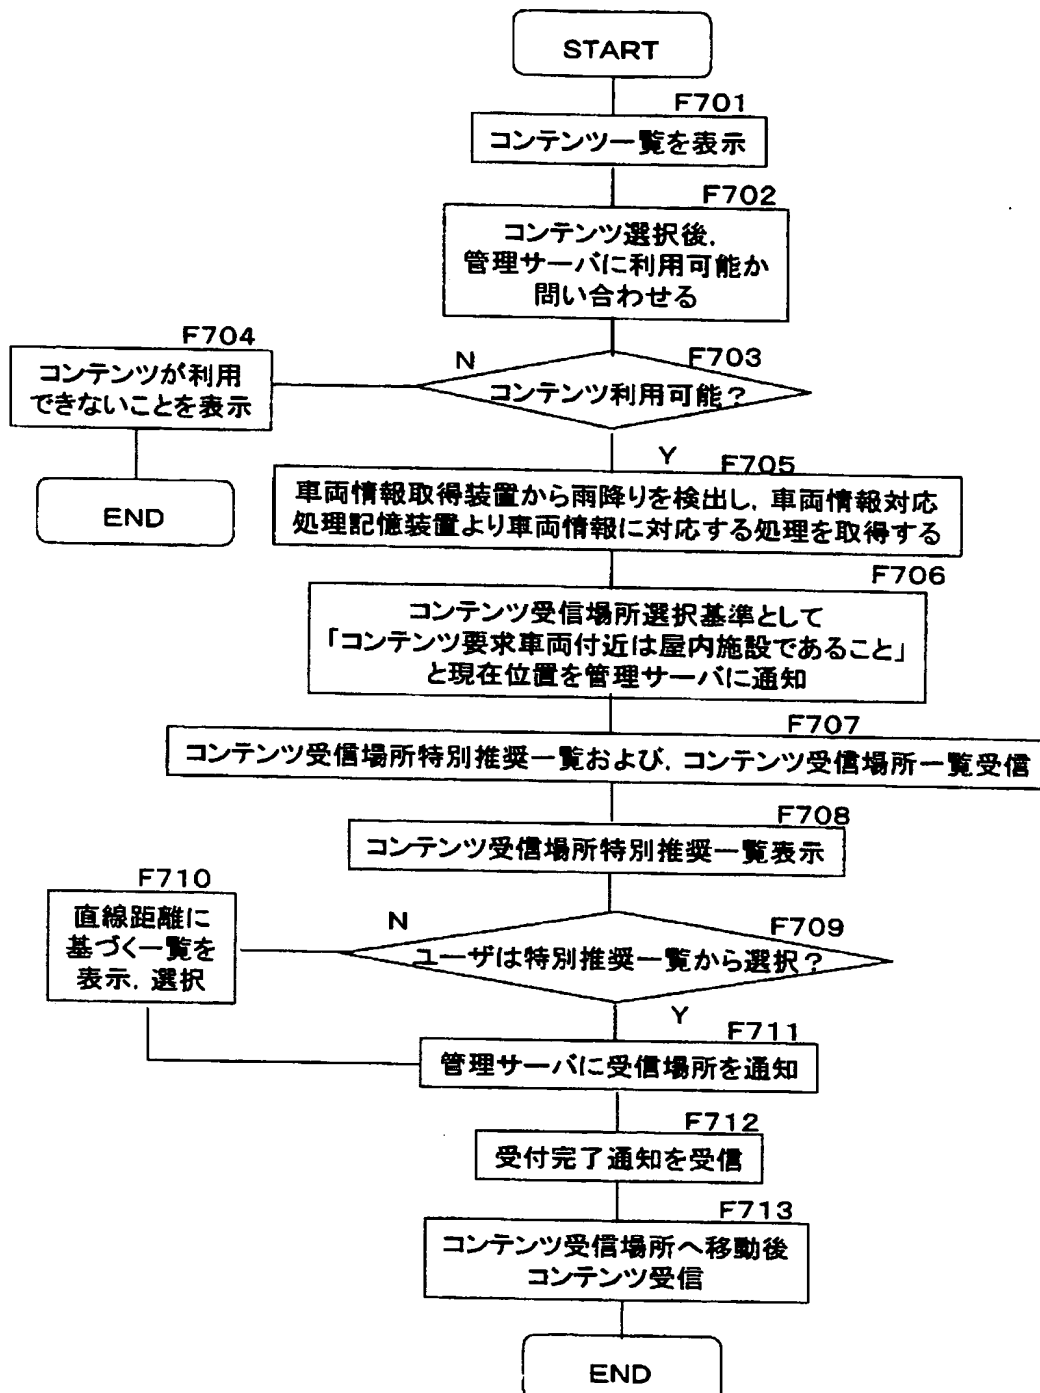 START
F701
コンテンツ一覧を表示
F702
コンテンツ選択後,
管理サーバに利用可能か
問い合わせる
F703
コンテンツ利用可能?
N
F704
コンテンツが利用
できないことを表示
END
Y
F705
車両情報取得装置から雨降りを検出し, 車両情報対応
処理記憶装置より車両情報に対応する処理を取得する
F706
コンテンツ受信場所選択基準として
「コンテンツ要求車両付近は屋内施設であること」
と現在位置を管理サーバに通知
F707
コンテンツ受信場所特別推奨一覧および, コンテンツ受信場所一覧受信
F708
コンテンツ受信場所特別推奨一覧表示
F709
ユーザは特別推奨一覧から選択?
N
F710
直線距離に
基づく一覧を
表示, 選択
Y
F711
管理サーバに受信場所を通知
F712
受付完了通知を受信
F713
コンテンツ受信場所へ移動後
コンテンツ受信
END